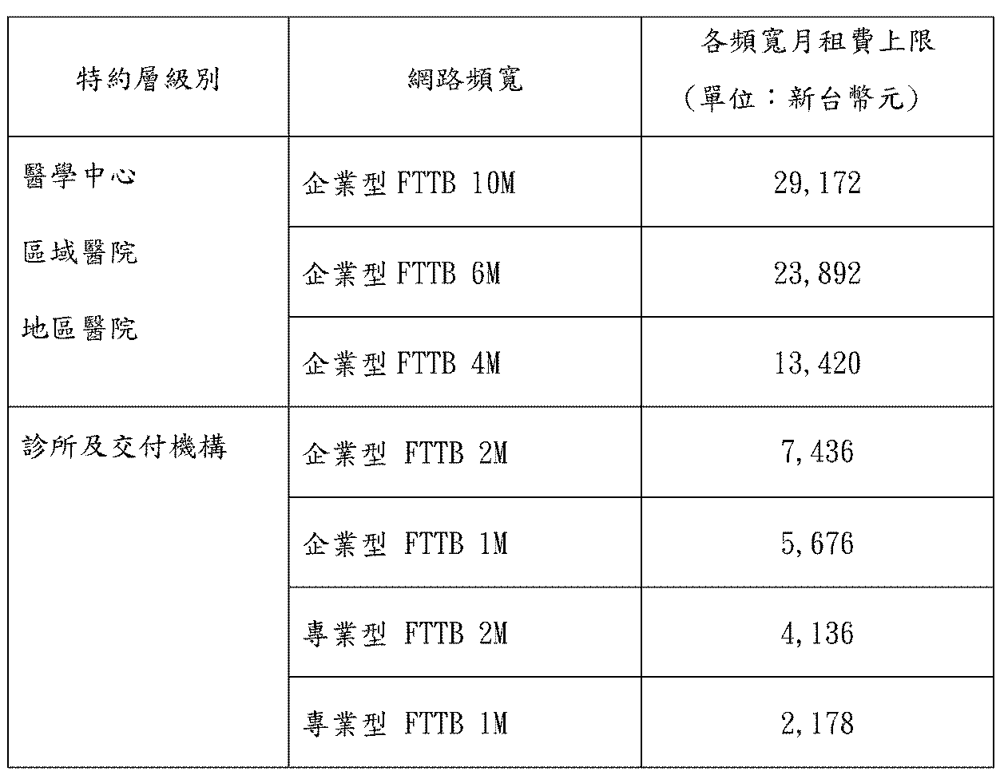 特約層級別
網路頻寬
各頻寬月租費上限
(單位：新台幣元)
醫學中心
區域醫院
地區醫院
企業型 FTTB 10M
29,172
企業型 FTTB 6M
23,892
企業型 FTTB 4M
13,420
診所及交付機構
企業型 FTTB 2M
7,436
企業型 FTTB 1M
5,676
專業型 FTTB 2M
4,136
專業型 FTTB 1M
2,178